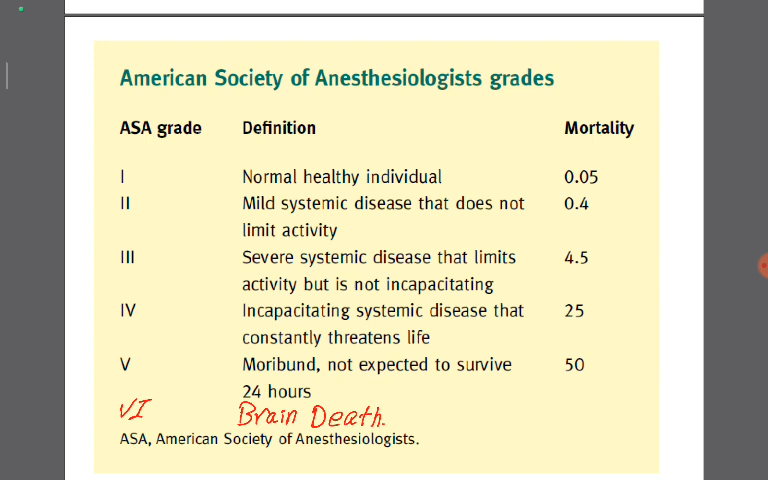 American Society of Anesthesiologists grades
ASA grade Definition Mortality
I Normal healthy individual 0.05
II Mild systemic disease that does not 0.4
limit activity
III Severe systemic disease that limits 4.5
activity but is not incapacitating
IV Incapacitating systemic disease that 25
constantly threatens life
V Moribund, not expected to survive 50
24 hours
VI Brain Death.
ASA, American Society of Anesthesiologists.